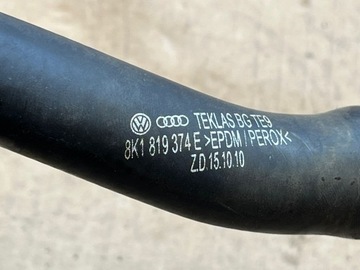 TEKLAS BG TE9
8K1 819 374 E >EPDM / PEROX<
Z.D.15.10.10